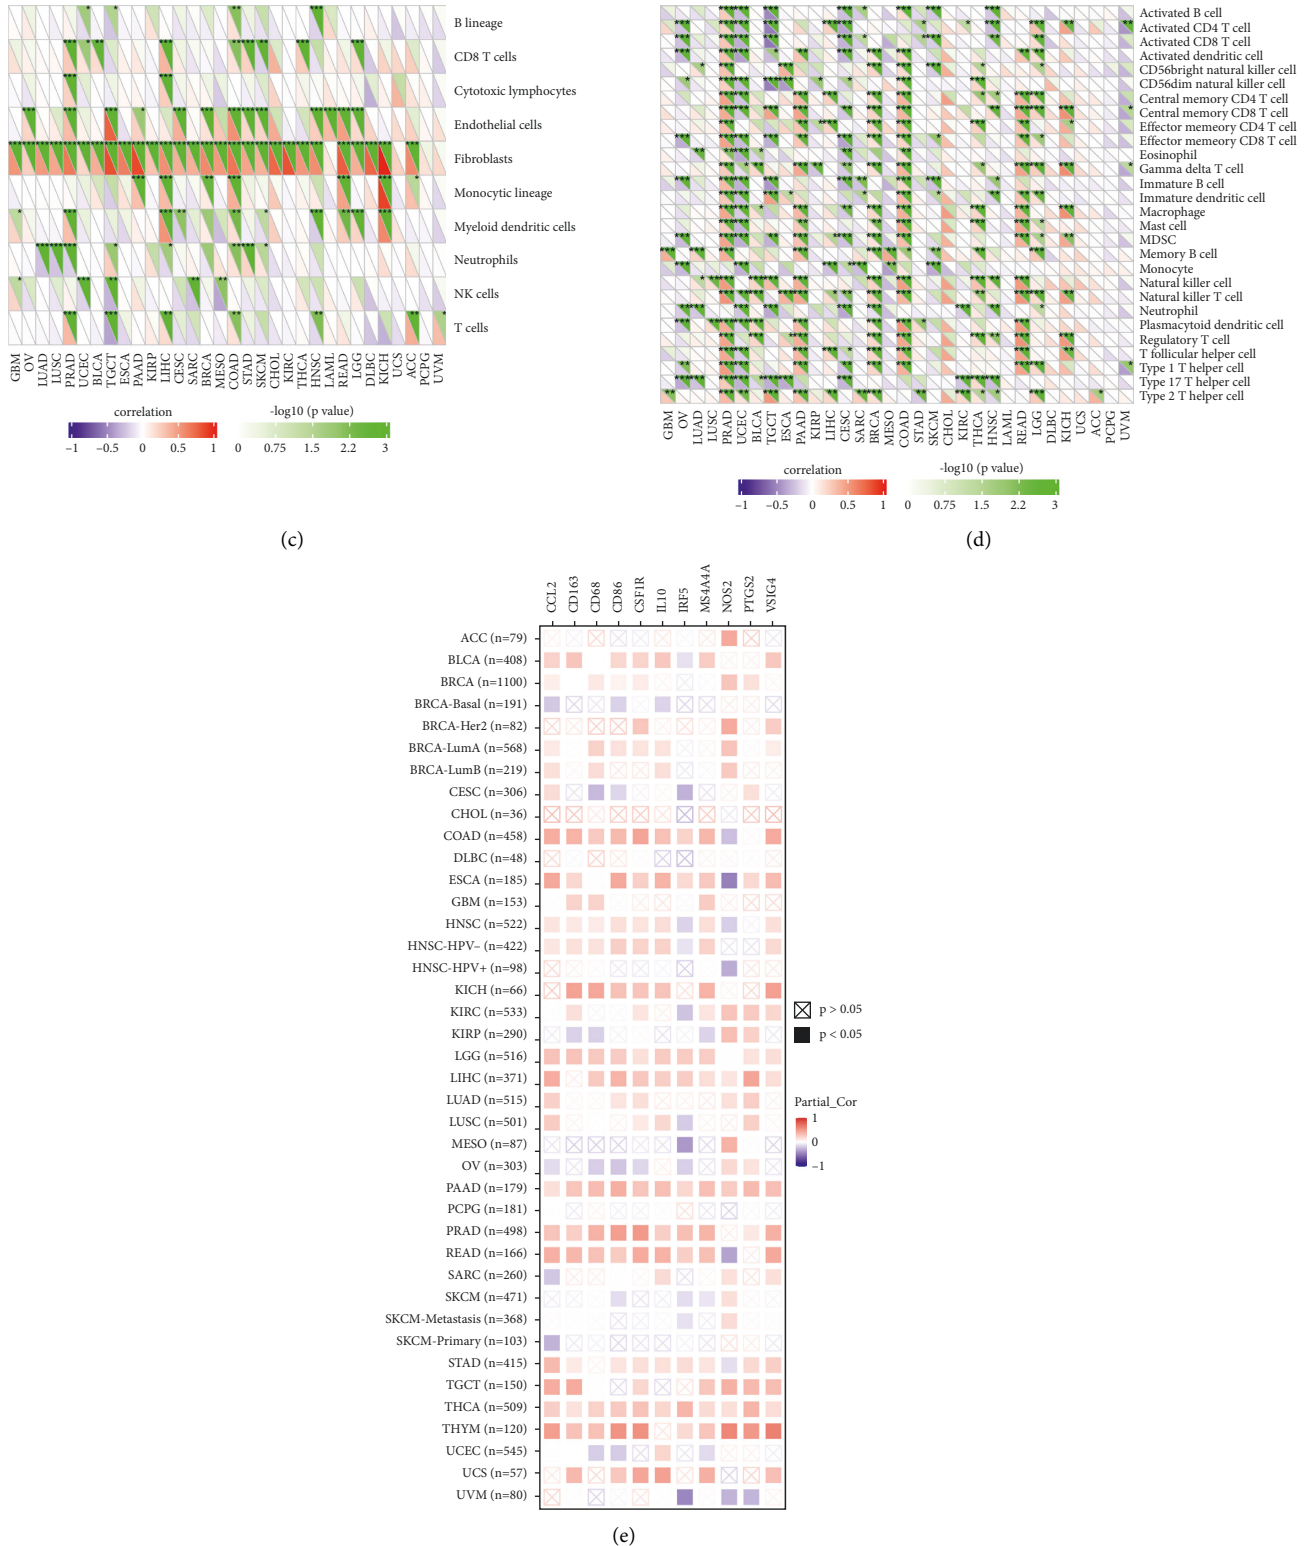 B lineage
CD8 T cells
Cytotoxic lymphocytes
Endothelial cells
Fibroblasts
Monocytic lineage
Myeloid dendritic cells
Neutrophils
NK cells
T cells
GBM OV LUAD LUSC PRAD UCEC BLCA TGCT ESCA PAAD KIRP LIHC CESC SARC BRCA MESO COAD STAD SKCM CHOL KIRC THCA HNSC LAML READ LGG DLBC KICH UCS ACC PCPG UVM
correlation
−1 −0.5 0 0.5 1
-log10 (p value)
0 0.75 1.5 2.2 3
(c)
Activated B cell
Activated CD4 T cell
Activated CD8 T cell
Activated dendritic cell
CD56bright natural killer cell
CD56dim natural killer cell
Central memory CD4 T cell
Central memory CD8 T cell
Effector memeory CD4 T cell
Effector memeory CD8 T cell
Eosinophil
Gamma delta T cell
Immature B cell
Immature dendritic cell
Macrophage
Mast cell
MDSC
Memory B cell
Monocyte
Natural killer cell
Natural killer T cell
Neutrophil
Plasmacytoid dendritic cell
Regulatory T cell
T follicular helper cell
Type 1 T helper cell
Type 17 T helper cell
Type 2 T helper cell
GBM OV LUAD LUSC PRAD UCEC BLCA TGCT ESCA PAAD KIRP LIHC CESC SARC BRCA MESO COAD STAD SKCM CHOL KIRC THCA HNSC LAML READ LGG DLBC KICH UCS ACC PCPG UVM
correlation
−1 −0.5 0 0.5 1
-log10 (p value)
0 0.75 1.5 2.2 3
(d)
CCL2 CD163 CD68 CD86 CSF1R IL10 IRF5 MS4A4A NOS2 PTGS2 VSIG4
ACC (n=79)
BLCA (n=408)
BRCA (n=1100)
BRCA-Basal (n=191)
BRCA-Her2 (n=82)
BRCA-LumA (n=568)
BRCA-LumB (n=219)
CESC (n=306)
CHOL (n=36)
COAD (n=458)
DLBC (n=48)
ESCA (n=185)
GBM (n=153)
HNSC (n=522)
HNSC-HPV− (n=422)
HNSC-HPV+ (n=98)
KICH (n=66)
KIRC (n=533)
KIRP (n=290)
LGG (n=516)
LIHC (n=371)
LUAD (n=515)
LUSC (n=501)
MESO (n=87)
OV (n=303)
PAAD (n=179)
PCPG (n=181)
PRAD (n=498)
READ (n=166)
SARC (n=260)
SKCM (n=471)
SKCM-Metastasis (n=368)
SKCM-Primary (n=103)
STAD (n=415)
TGCT (n=150)
THCA (n=509)
THYM (n=120)
UCEC (n=545)
UCS (n=57)
UVM (n=80)
p > 0.05
p < 0.05
Partial_Cor
1
0
−1
(e)